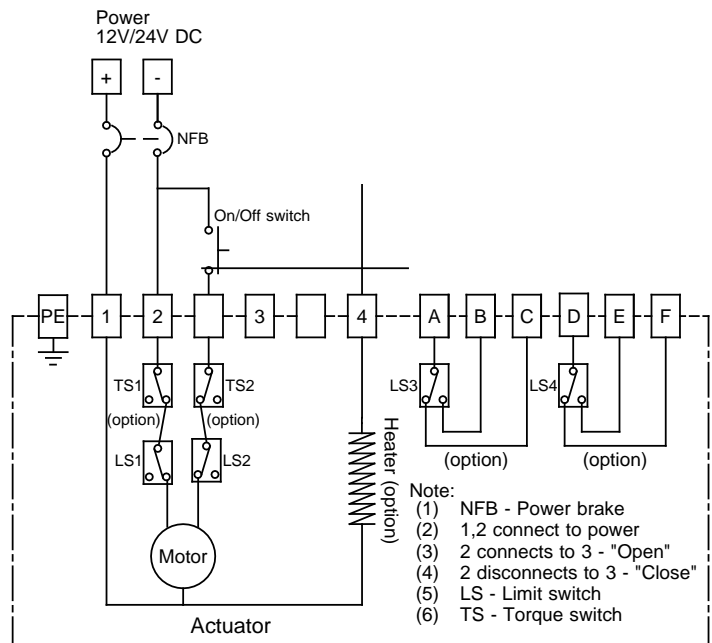 Power
12V/24V DC
+ -
NFB
On/Off switch
PE 1 2 3 4 A B C D E F
TS1 TS2 LS3 LS4
(option) (option)
LS1 LS2
Heater (option)
(option) (option)
Motor
Actuator
Note:
(1) NFB - Power brake
(2) 1,2 connect to power
(3) 2 connects to 3 - "Open"
(4) 2 disconnects to 3 - "Close"
(5) LS - Limit switch
(6) TS - Torque switch